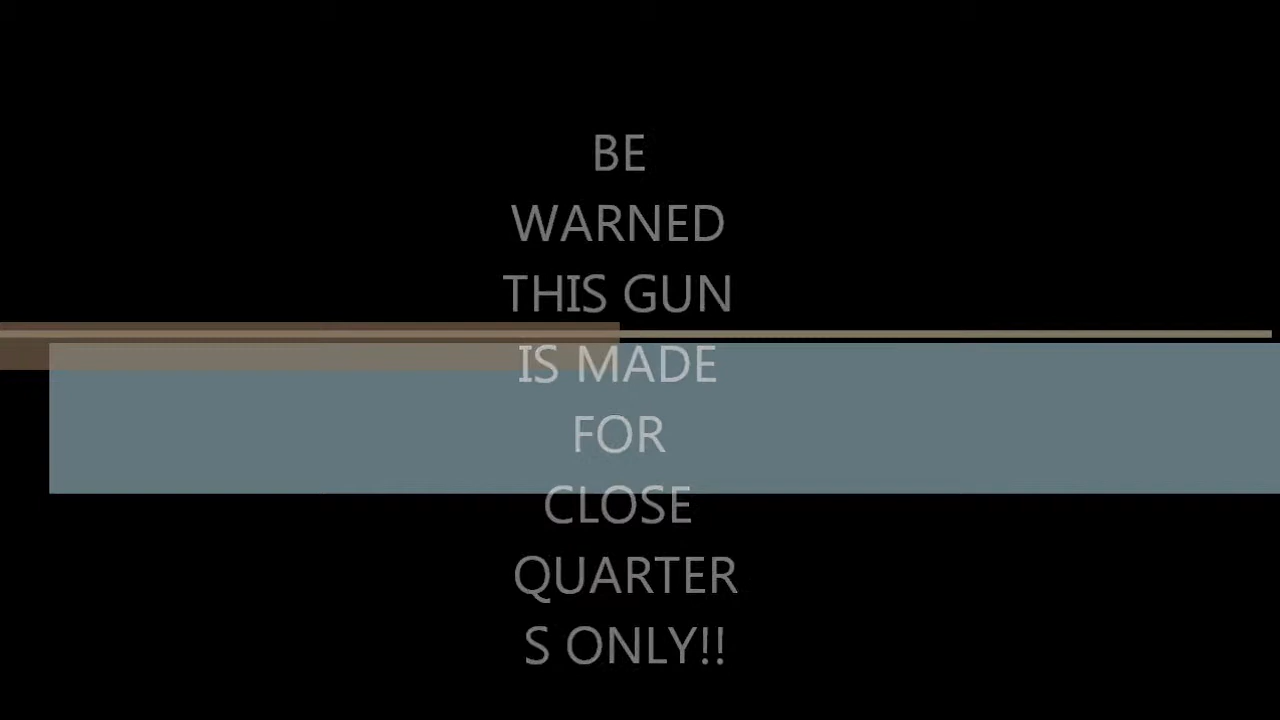 BE
WARNED
THIS GUN
IS MADE
FOR
CLOSE
QUARTER
S ONLY!!